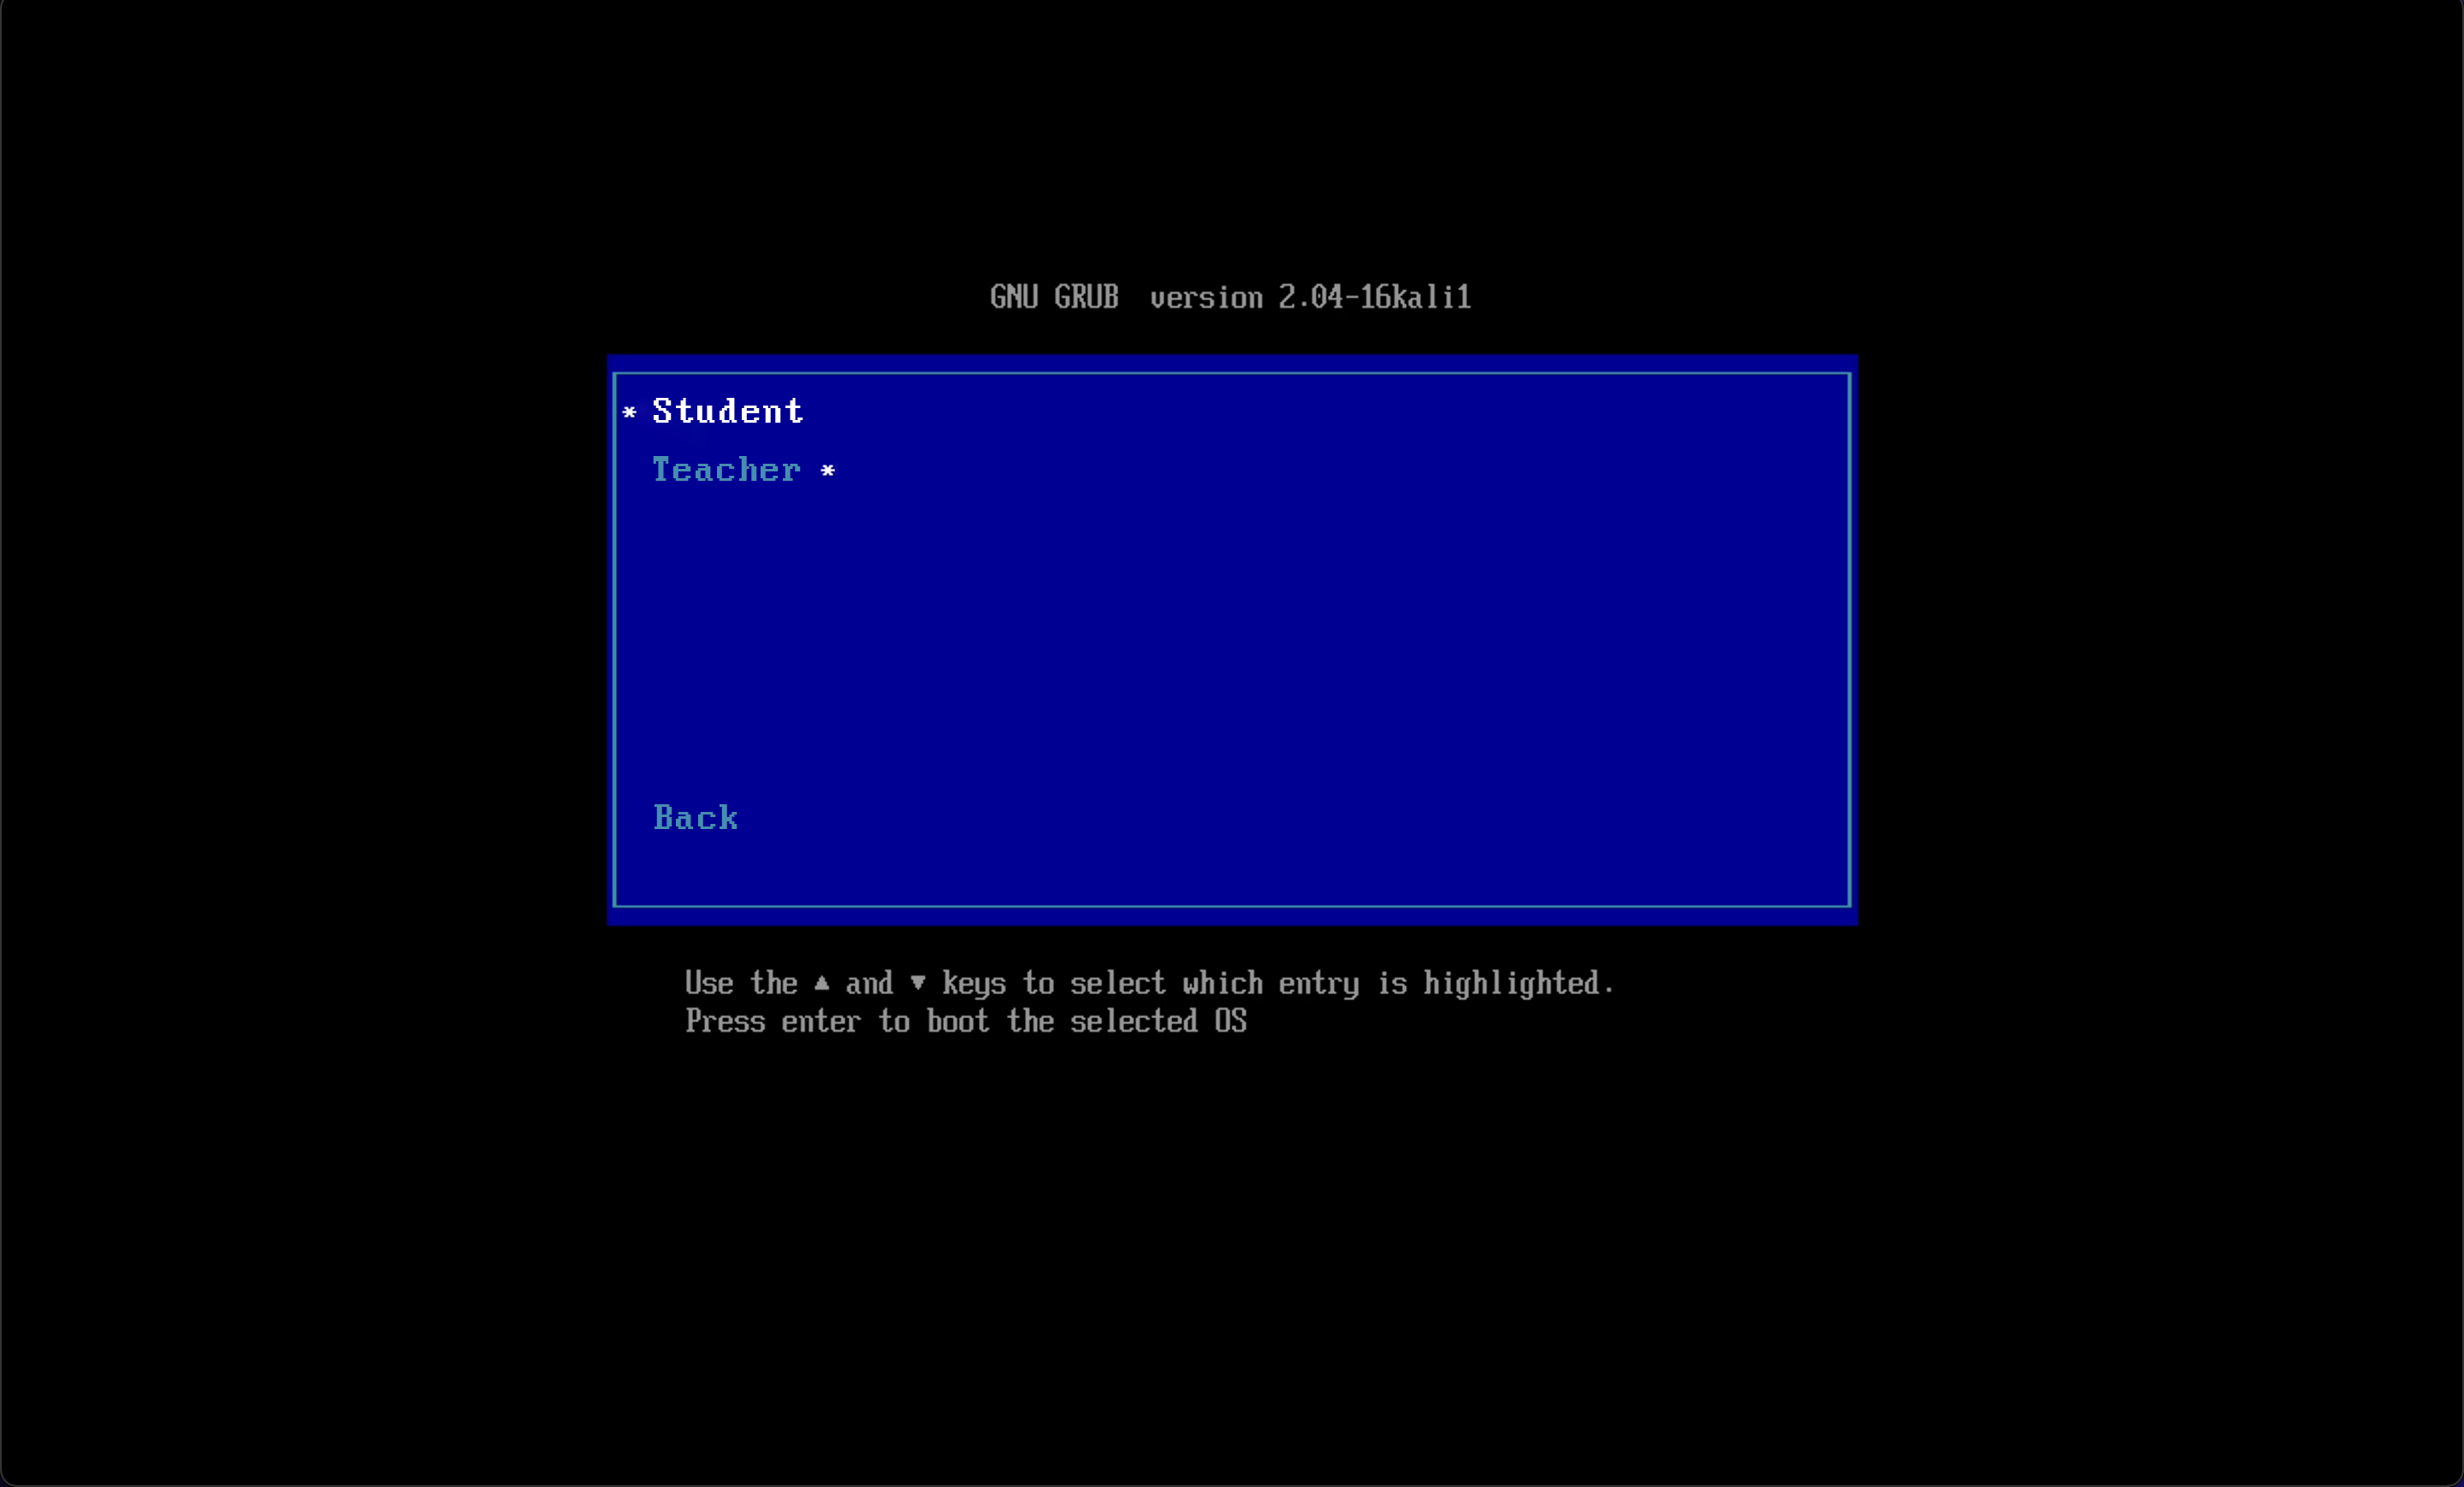 GNU GRUB  version 2.04-16kali1
* Student
Teacher *
Back
Use the ▲ and ▼ keys to select which entry is highlighted.
Press enter to boot the selected OS